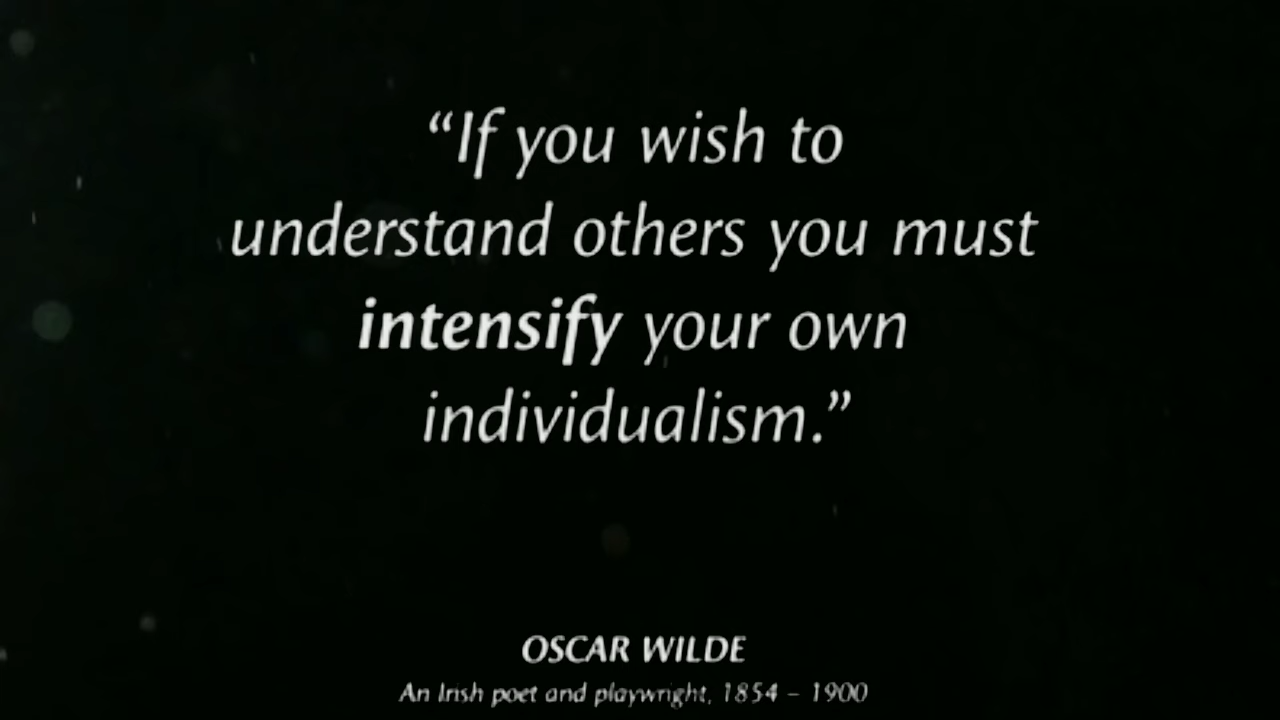 “If you wish to
understand others you must
intensify your own
individualism.”
OSCAR WILDE
An Irish poet and playwright, 1854 – 1900